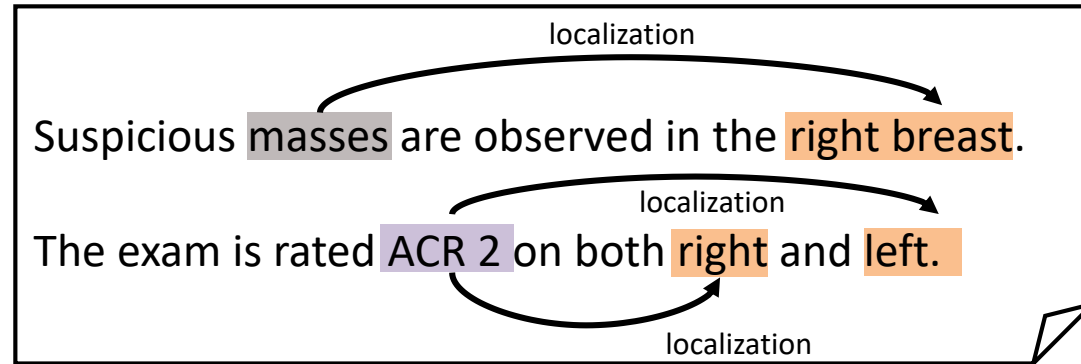 localization
Suspicious masses are observed in the right breast.
localization
The exam is rated ACR 2 on both right and left.
localization